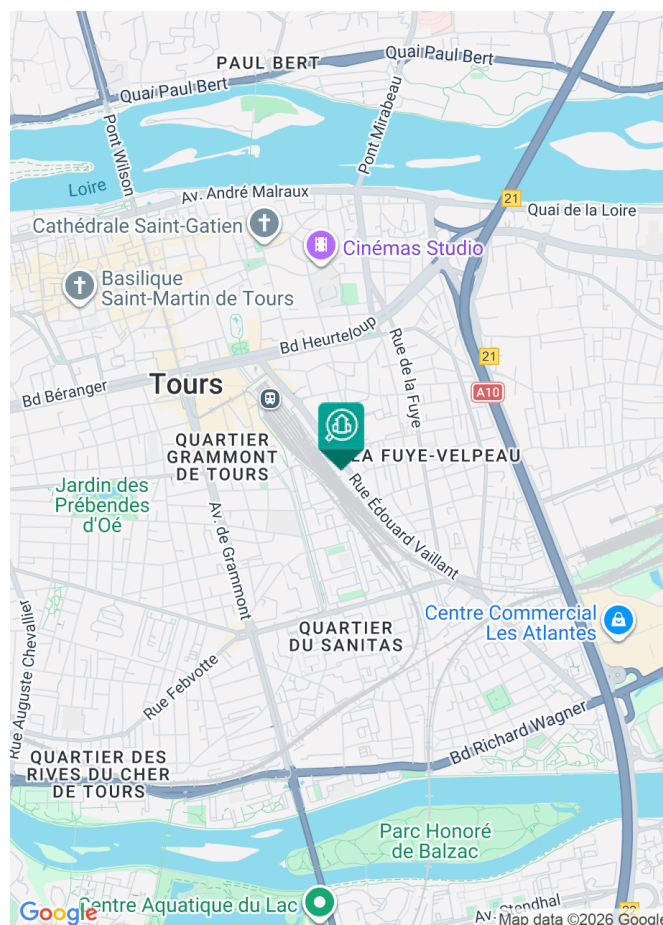 PAUL BERT
Quai Paul Bert
Quai Paul Bert
Pont Wilson
Pont Mirabeau
Loire
Av. André Malraux
21
Quai de la Loire
Cathédrale Saint-Gatien
Cinémas Studio
Basilique
Saint-Martin de Tours
Bd Heurteloup
Rue de la Fuye
21
Bd Béranger
Tours
A10
QUARTIER
GRAMMONT
DE TOURS
LA FUYE-VELPEAU
Jardin des
Prébendes
d'Oé
Rue Édouard Vaillant
Av. de Grammont
Centre Commercial
Les Atlantes
QUARTIER
DU SANITAS
Rue Auguste Chevallier
Rue Febvotte
Bd Richard Wagner
QUARTIER DES
RIVES DU CHER
DE TOURS
Parc Honoré
de Balzac
Centre Aquatique du Lac
Av. Stendhal
Google
Map data ©2026 Google